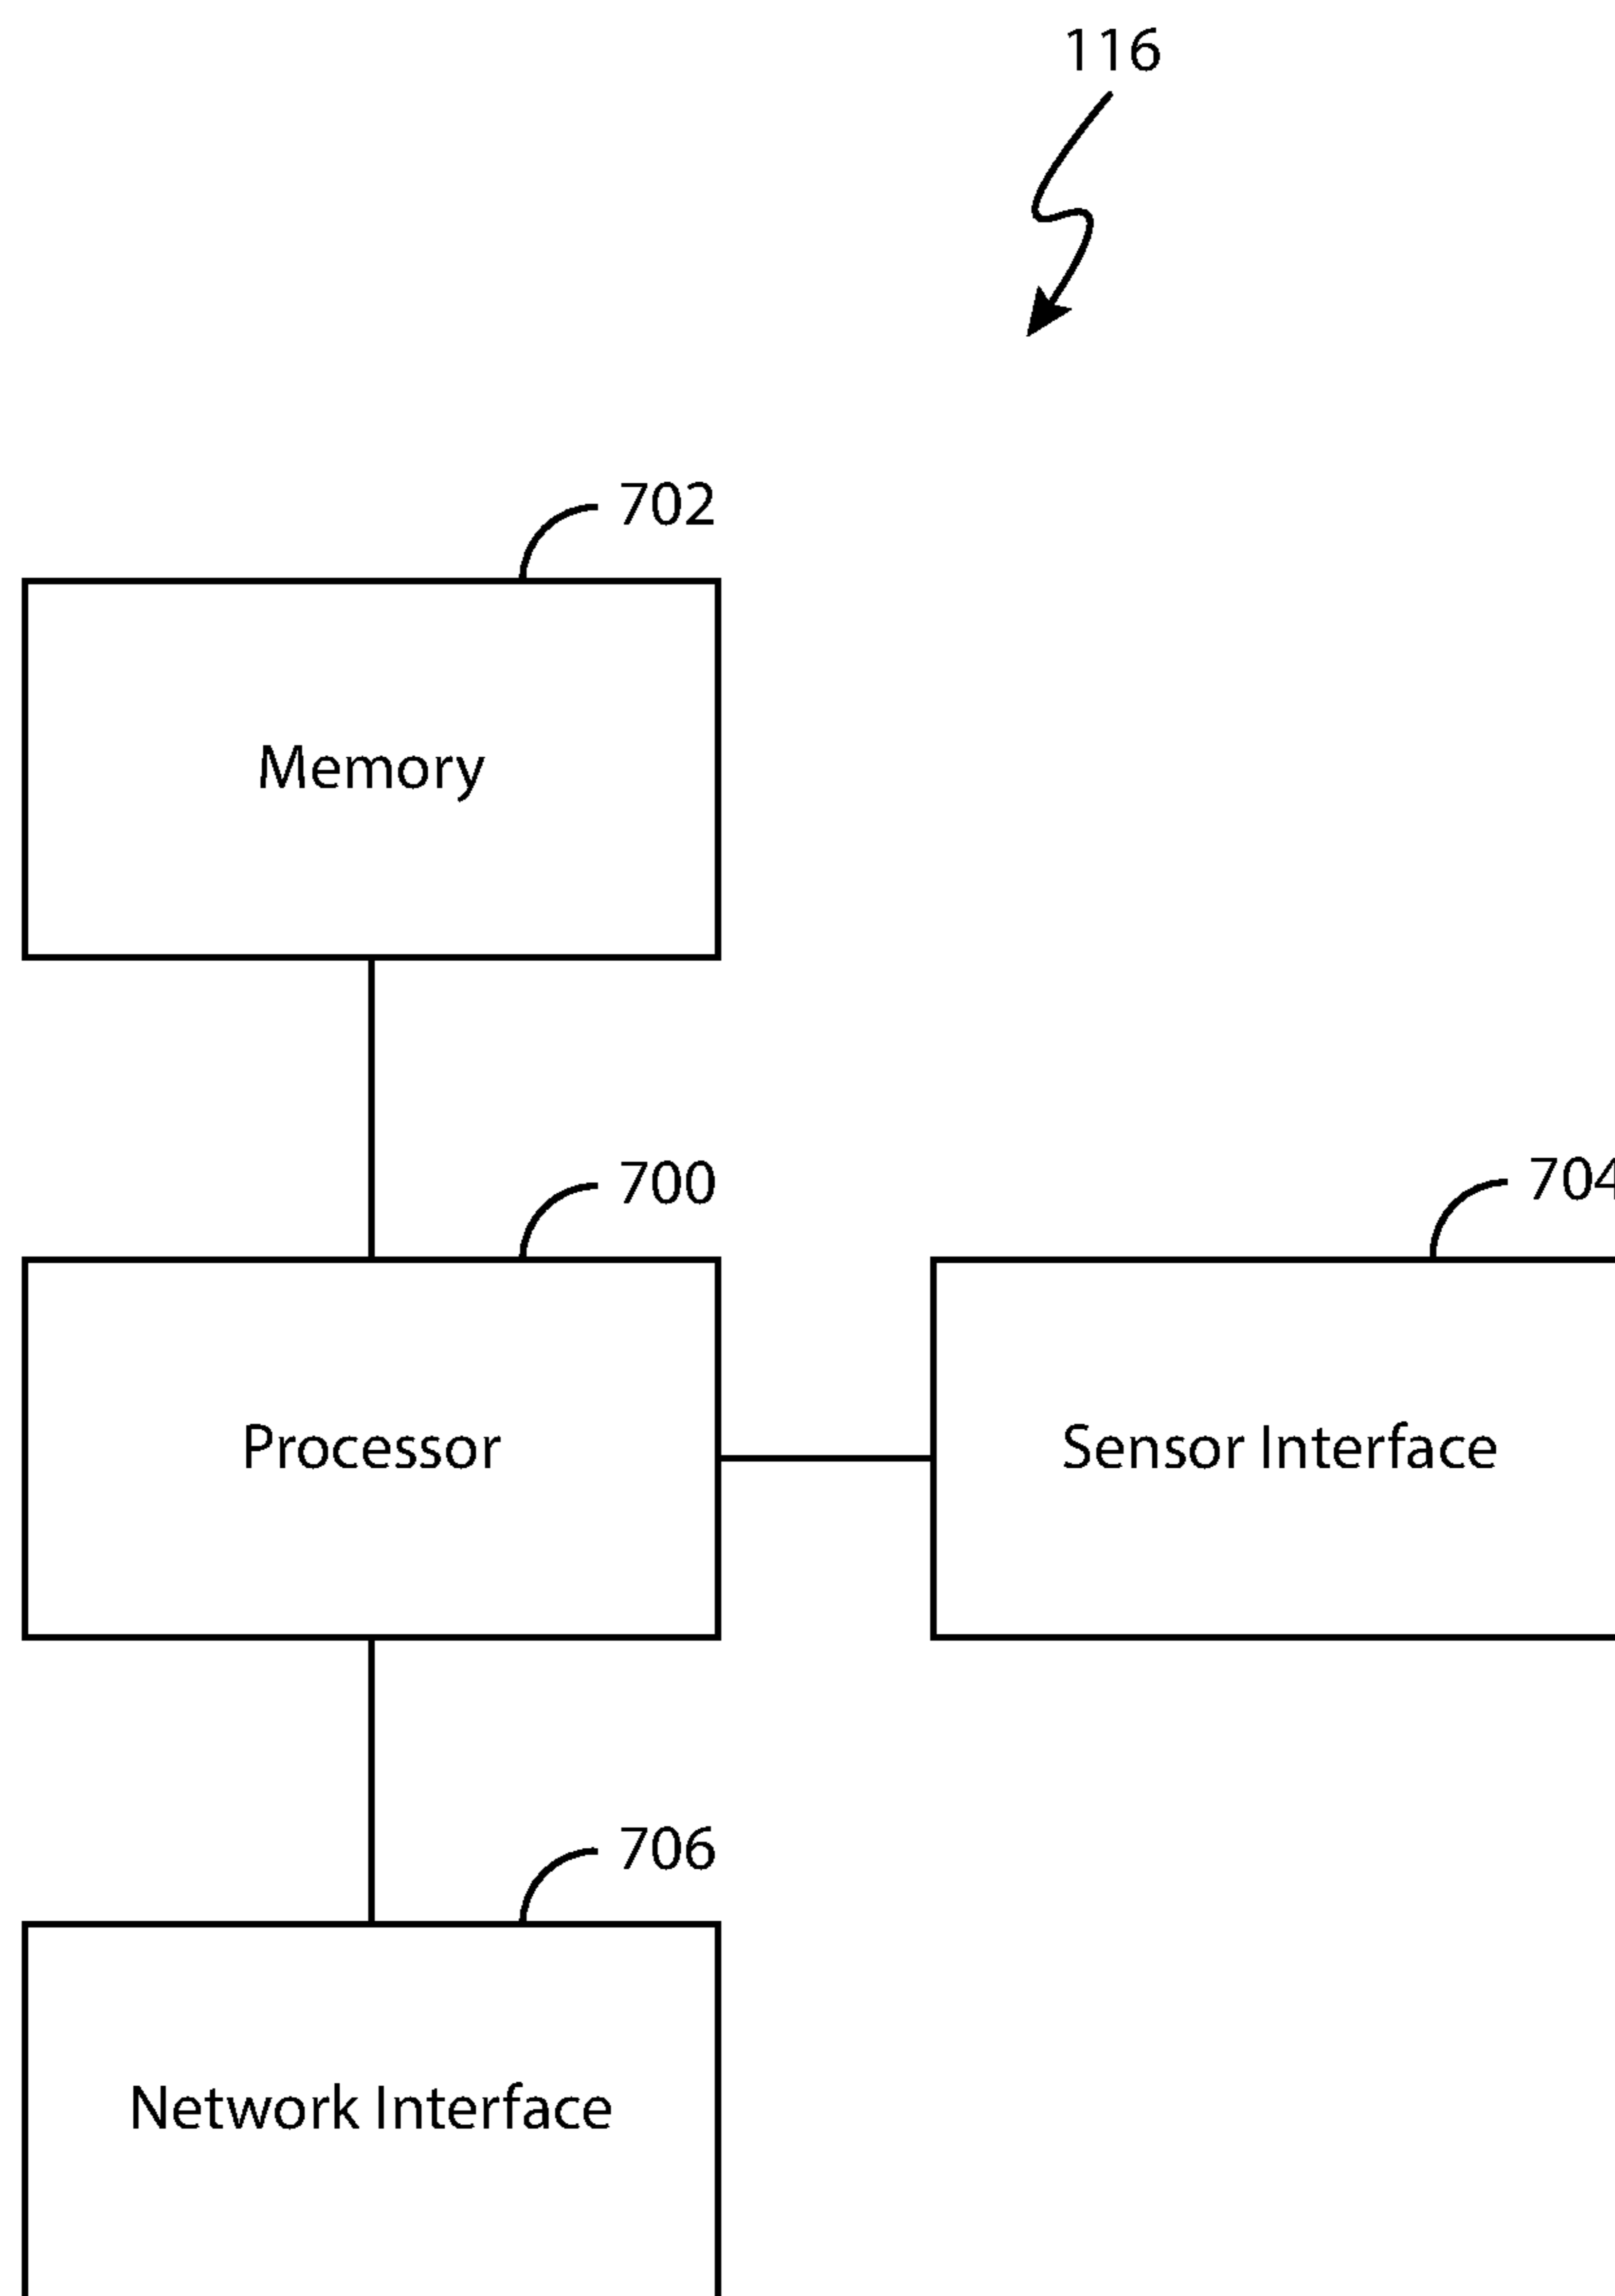 116
702
Memory
700
704
Processor
Sensor Interface
706
Network Interface